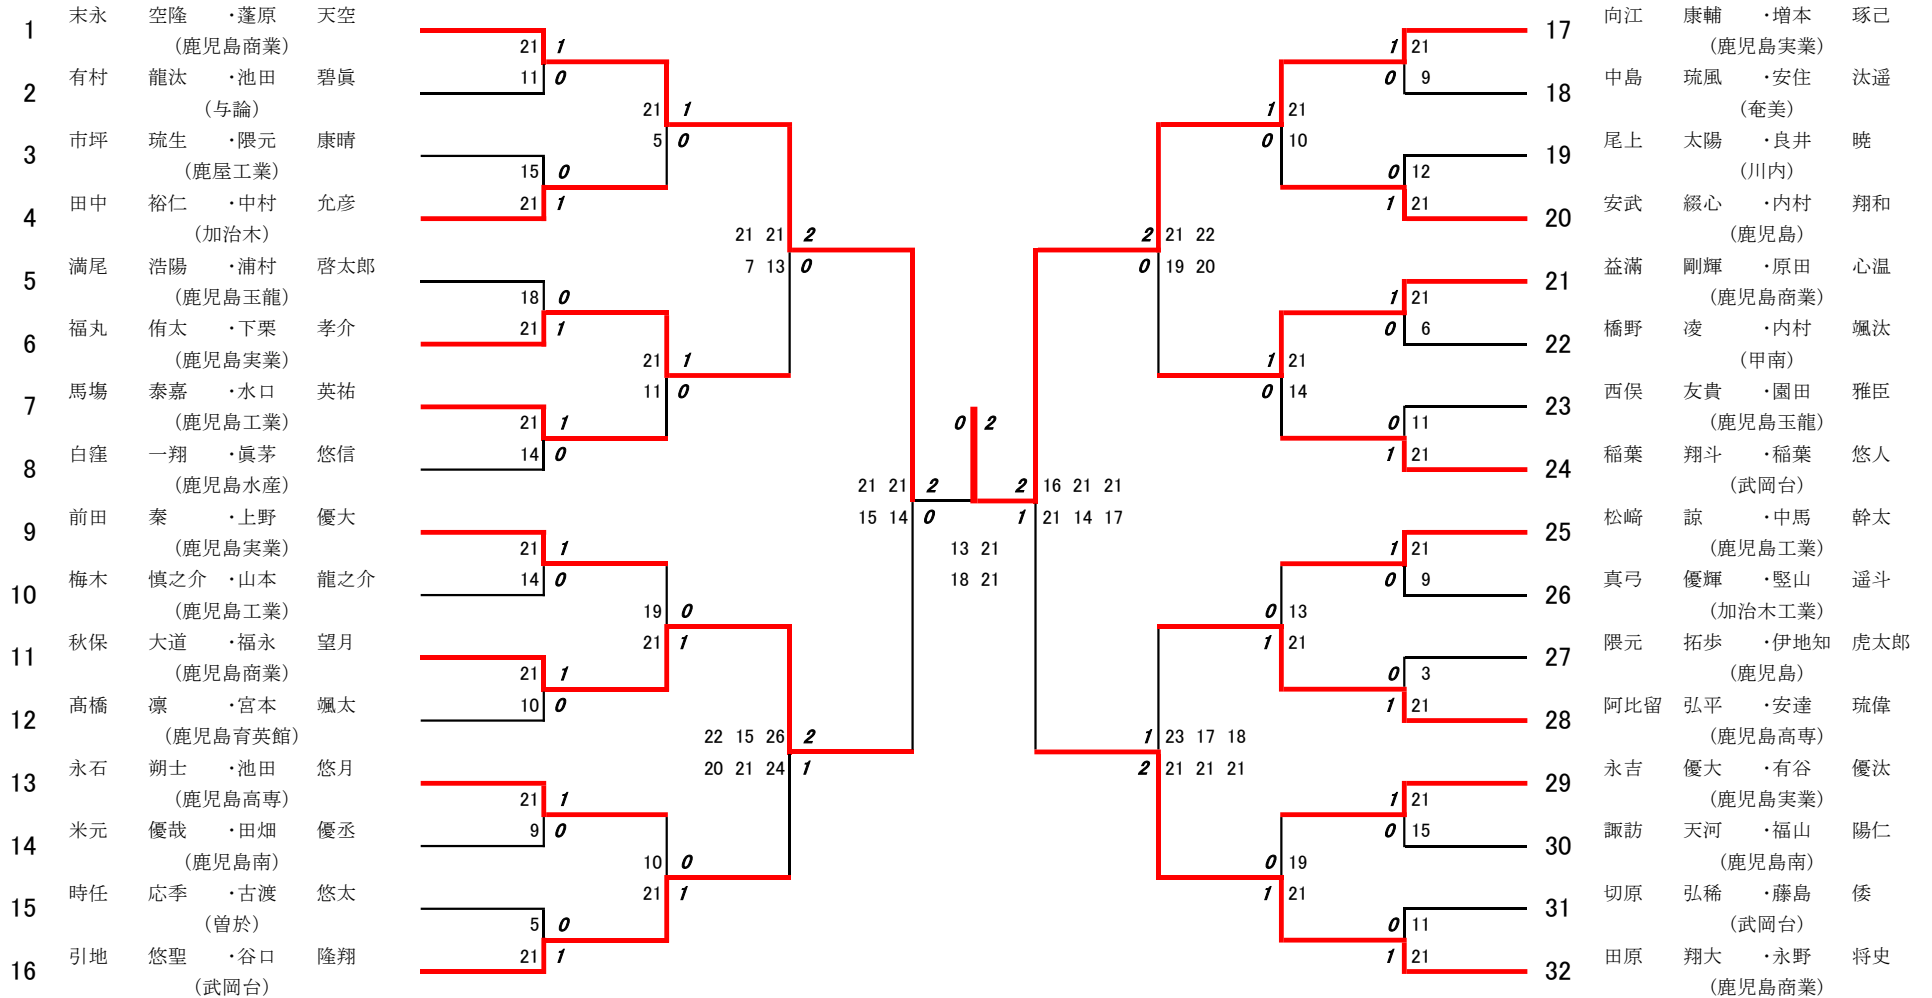 1 末永 空隆 ・蓬原 天空
(鹿児島商業)
2 有村 龍汰 ・池田 碧眞
(与論)
3 市坪 琉生 ・隈元 康晴
(鹿屋工業)
4 田中 裕仁 ・中村 允彦
(加治木)
5 満尾 浩陽 ・浦村 啓太郎
(鹿児島玉龍)
6 福丸 侑太 ・下栗 孝介
(鹿児島実業)
7 馬場 泰嘉 ・水口 英祐
(鹿児島工業)
8 白窪 一翔 ・眞茅 悠信
(鹿児島水産)
9 前田 秦 ・上野 優大
(鹿児島実業)
10 梅木 慎之介 ・山本 龍之介
(鹿児島工業)
11 秋保 大道 ・福永 望月
(鹿児島商業)
12 髙橋 凛 ・宮本 颯太
(鹿児島育英館)
13 永石 朔士 ・池田 悠月
(鹿児島高専)
14 米元 優哉 ・田畑 優丞
(鹿児島南)
15 時任 応季 ・古渡 悠太
(曽於)
16 引地 悠聖 ・谷口 隆翔
(武岡台)
21 1
11 0
15 0
21 1
18 0
21 1
21 1
14 0
21 1
14 0
21 1
10 0
21 1
9 0
5 0
21 1
21 1
5 0
21 1
11 0
19 0
21 1
10 0
21 1
21 21 2
7 13 0
22 15 26 2
20 21 24 1
21 21 2
15 14 0
0 2
13 21
18 21
2 16 21 21
1 21 14 17
2 21 22
0 19 20
1 23 17 18
2 21 21 21
1 21
0 10
1 21
0 14
0 13
1 21
0 19
1 21
1 21
0 9
0 12
1 21
1 21
0 6
0 11
1 21
1 21
0 9
0 3
1 21
1 21
0 15
0 11
1 21
17 向江 康輔 ・増本 琢己
(鹿児島実業)
18 中島 琉風 ・安住 汰遥
(奄美)
19 尾上 太陽 ・良井 暁
(川内)
20 安武 綴心 ・内村 翔和
(鹿児島)
21 益滿 剛輝 ・原田 心温
(鹿児島商業)
22 橋野 凌 ・内村 颯汰
(甲南)
23 西俣 友貴 ・園田 雅臣
(鹿児島玉龍)
24 稲葉 翔斗 ・稲葉 悠人
(武岡台)
25 松﨑 諒 ・中馬 幹太
(鹿児島工業)
26 真弓 優輝 ・堅山 遥斗
(加治木工業)
27 隈元 拓歩 ・伊地知 虎太郎
(鹿児島)
28 阿比留 弘平 ・安達 琉偉
(鹿児島高専)
29 永吉 優大 ・有谷 優汰
(鹿児島実業)
30 諏訪 天河 ・福山 陽仁
(鹿児島南)
31 切原 弘稀 ・藤島 倭
(武岡台)
32 田原 翔大 ・永野 将史
(鹿児島商業)